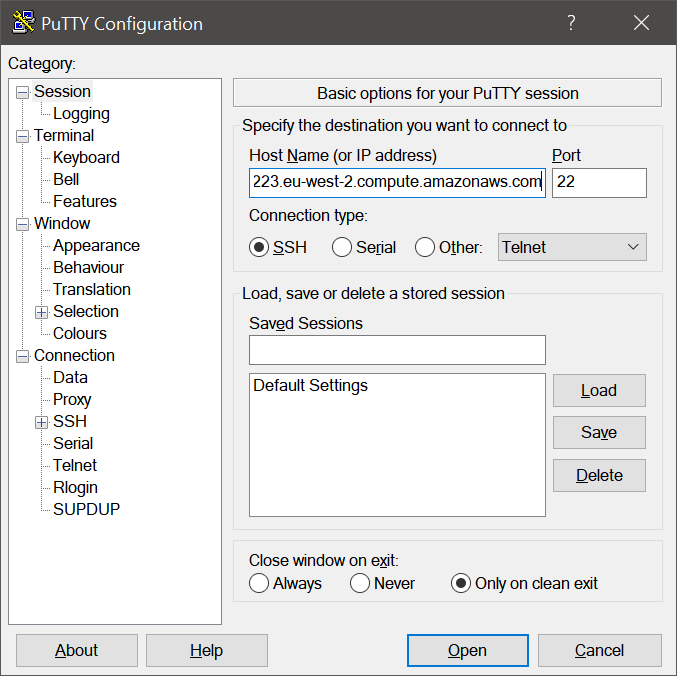 PuTTY Configuration ?
Category:
Session
Logging
Terminal
Keyboard
Bell
Features
Window
Appearance
Behaviour
Translation
Selection
Colours
Connection
Data
Proxy
SSH
Serial
Telnet
Rlogin
SUPDUP
Basic options for your PuTTY session
Specify the destination you want to connect to
Host Name (or IP address) Port
223.eu-west-2.compute.amazonaws.com 22
Connection type:
SSH Serial Other: Telnet
Load, save or delete a stored session
Saved Sessions
Default Settings
Load
Save
Delete
Close window on exit:
Always Never Only on clean exit
About Help Open Cancel